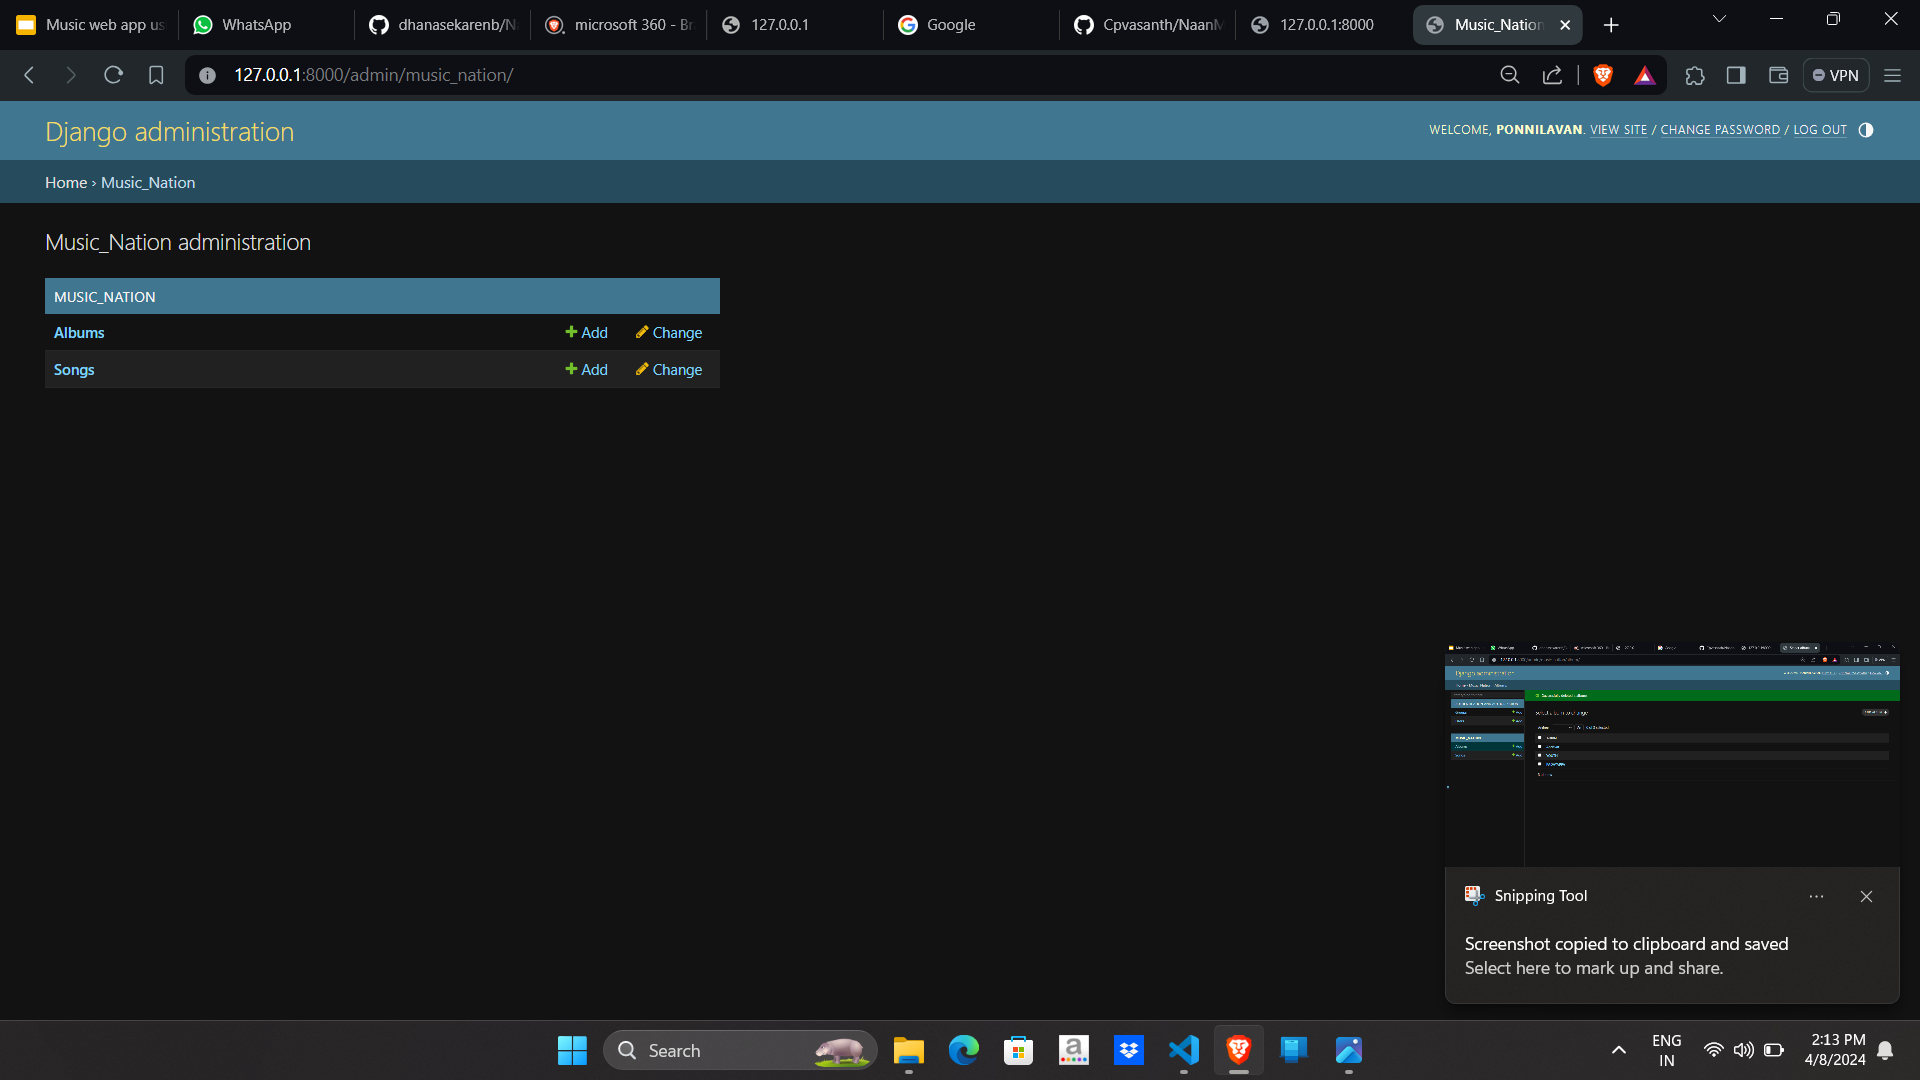 Music web app us
WhatsApp
dhanasekarenb/N
microsoft 360 - Br
127.0.0.1
Google
Cpvasanth/NaanM
127.0.0.1:8000
Music_Nation
127.0.0.1:8000/admin/music_nation/
VPN
Django administration
WELCOME, PONNILAVAN. VIEW SITE / CHANGE PASSWORD / LOG OUT
Home › Music_Nation
Music_Nation administration
MUSIC_NATION
Albums Add Change
Songs Add Change
Django administration
Snipping Tool
Screenshot copied to clipboard and saved
Select here to mark up and share.
Search
ENG
IN
2:13 PM
4/8/2024